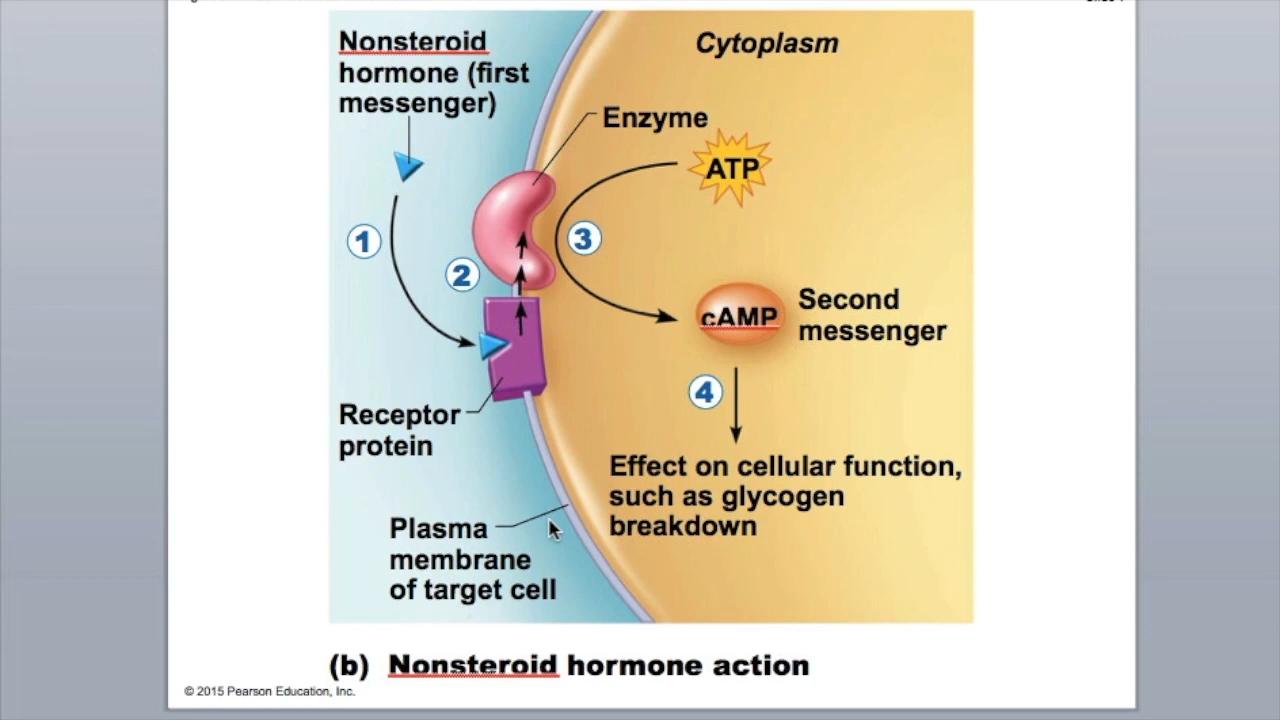 Nonsteroid
hormone (first
messenger)
Cytoplasm
Enzyme
ATP
1
2
3
cAMP
Second
messenger
4
Receptor
protein
Effect on cellular function,
such as glycogen
breakdown
Plasma
membrane
of target cell
(b) Nonsteroid hormone action
© 2015 Pearson Education, Inc.